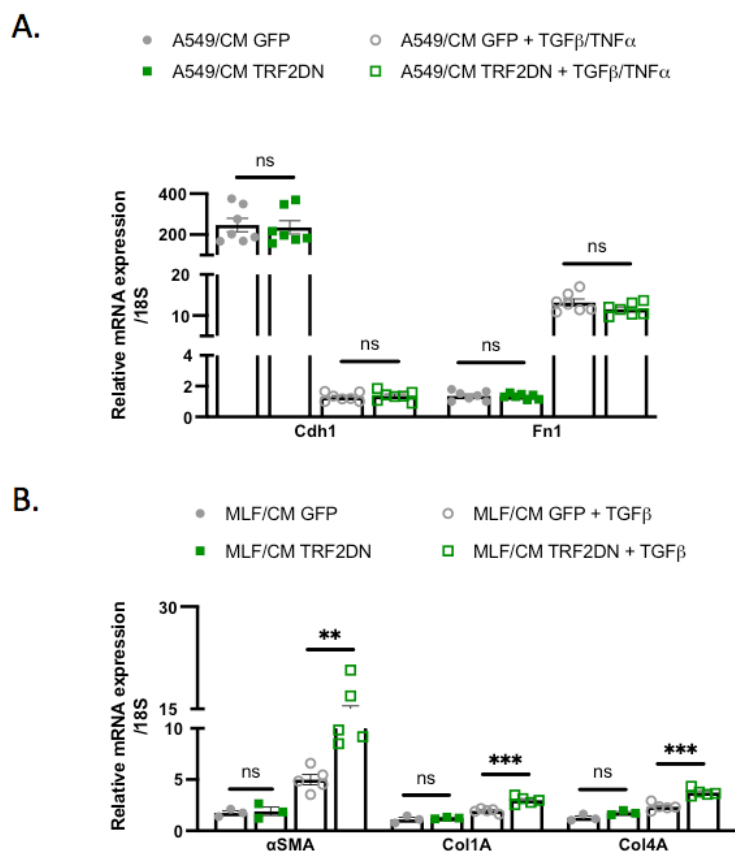 A.
A549/CM GFP
A549/CM GFP + TGFβ/TNFα
A549/CM TRF2DN
A549/CM TRF2DN + TGFβ/TNFα
Relative mRNA expression
/18S
400
200
20
10
4
2
0
ns
ns
ns
ns
Cdh1
Fn1
B.
MLF/CM GFP
MLF/CM GFP + TGFβ
MLF/CM TRF2DN
MLF/CM TRF2DN + TGFβ
Relative mRNA expression
/18S
30
15
10
5
0
ns
**
ns
***
ns
***
αSMA
Col1A
Col4A